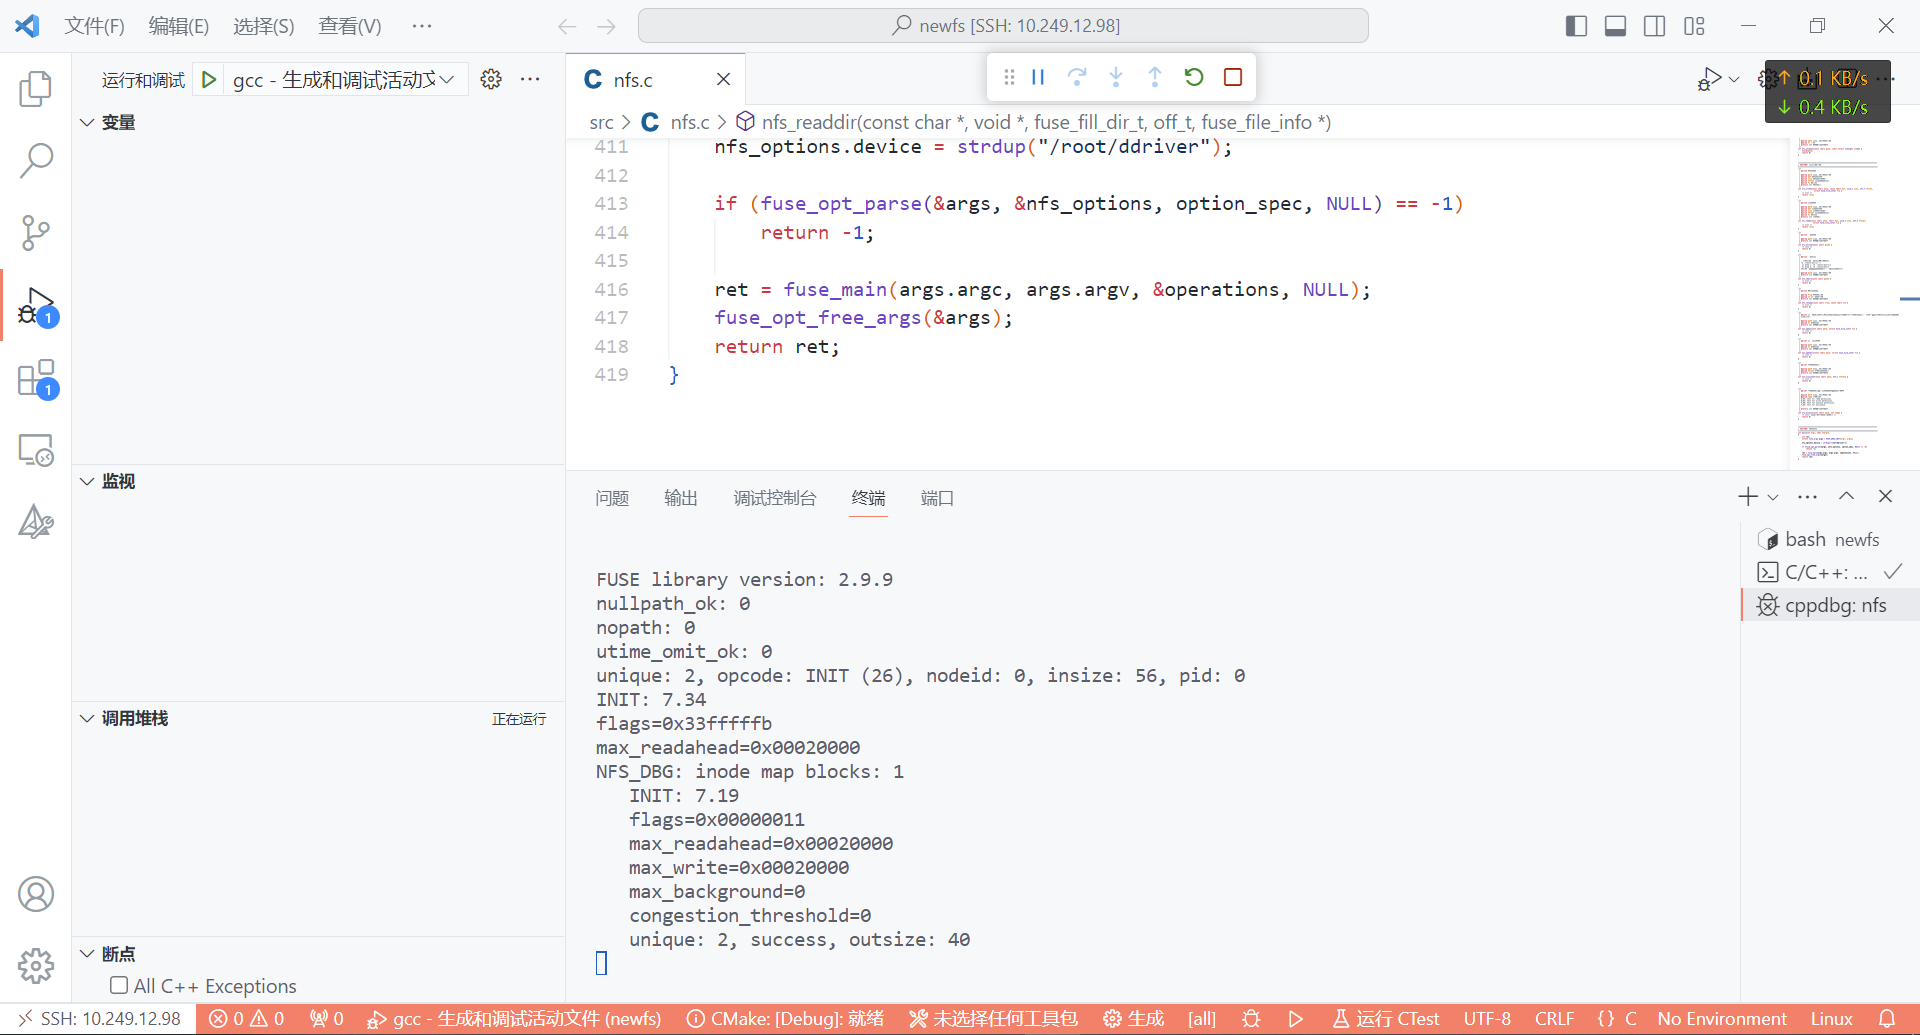 文件(F) 编辑(E) 选择(S) 查看(V) ··· newfs [SSH: 10.249.12.98]
运行和调试 gcc - 生成和调试活动文 ···
C nfs.c
0.1 KB/s
0.4 KB/s
变量
src > C nfs.c > nfs_readdir(const char *, void *, fuse_fill_dir_t, off_t, fuse_file_info *)
411 nfs_options.device = strdup("/root/ddriver");
412
413 if (fuse_opt_parse(&args, &nfs_options, option_spec, NULL) == -1)
414 return -1;
415
416 ret = fuse_main(args.argc, args.argv, &operations, NULL);
417 fuse_opt_free_args(&args);
418 return ret;
419 }
1
1
监视
调用堆栈 正在运行
断点
All C++ Exceptions
问题 输出 调试控制台 终端 端口
FUSE library version: 2.9.9
nullpath_ok: 0
nopath: 0
utime_omit_ok: 0
unique: 2, opcode: INIT (26), nodeid: 0, insize: 56, pid: 0
INIT: 7.34
flags=0x33fffffb
max_readahead=0x00020000
NFS_DBG: inode map blocks: 1
INIT: 7.19
flags=0x00000011
max_readahead=0x00020000
max_write=0x00020000
max_background=0
congestion_threshold=0
unique: 2, success, outsize: 40
bash newfs
C/C++: ...
cppdbg: nfs
SSH: 10.249.12.98 0 0 0 gcc - 生成和调试活动文件 (newfs) CMake: [Debug]: 就绪 未选择任何工具包 生成 [all] 运行 CTest UTF-8 CRLF {} C No Environment Linux